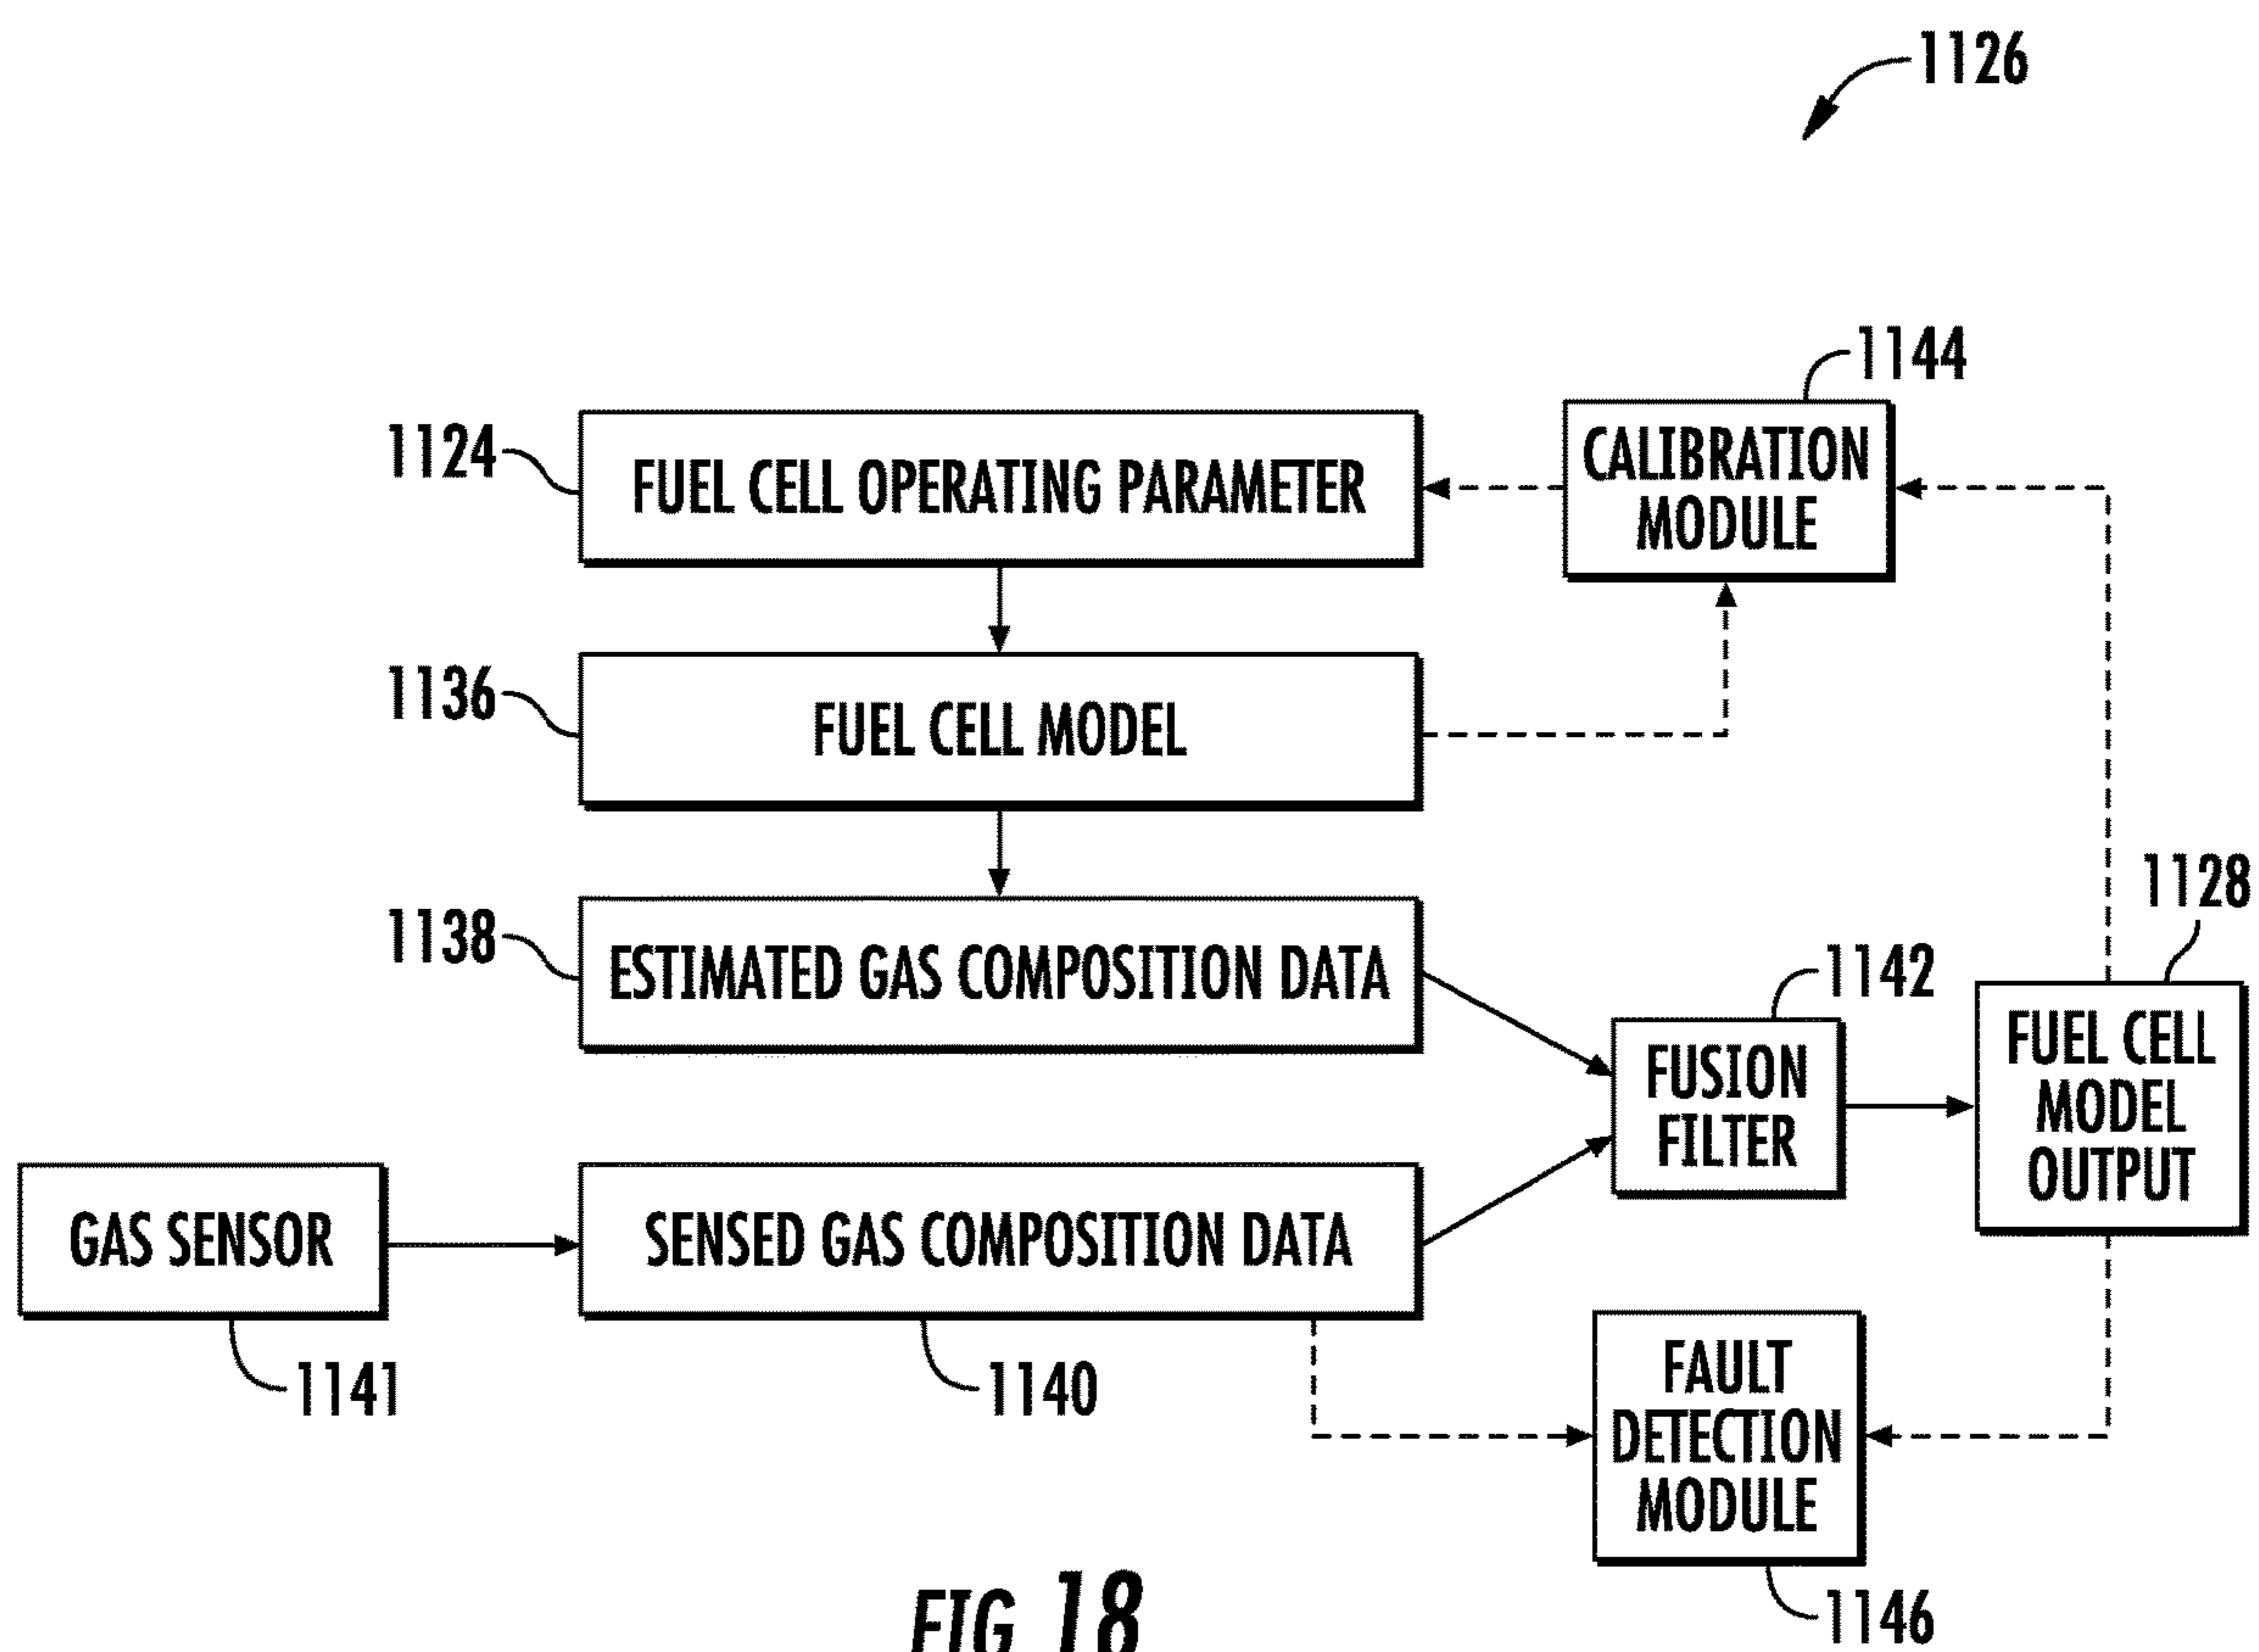 1126
1144
1124
FUEL CELL OPERATING PARAMETER
CALIBRATION
MODULE
1136
FUEL CELL MODEL
1128
1138
ESTIMATED GAS COMPOSITION DATA
1142
FUSION
FILTER
FUEL CELL
MODEL
OUTPUT
GAS SENSOR
SENSED GAS COMPOSITION DATA
1141
1140
FAULT
DETECTION
MODULE
1146
FIG 18